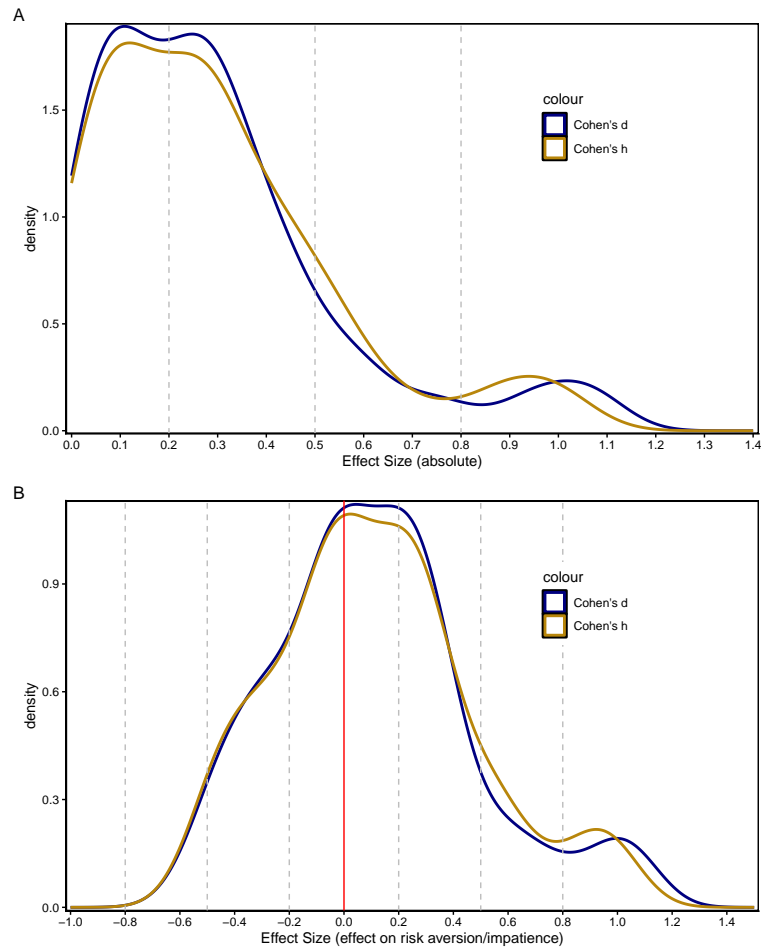 A
density
1.5
1.0
0.5
0.0
colour
Cohen's d
Cohen's h
0.0 0.1 0.2 0.3 0.4 0.5 0.6 0.7 0.8 0.9 1.0 1.1 1.2 1.3 1.4
Effect Size (absolute)
B
density
0.9
0.6
0.3
0.0
colour
Cohen's d
Cohen's h
−1.0 −0.8 −0.6 −0.4 −0.2 0.0 0.2 0.4 0.6 0.8 1.0 1.2 1.4
Effect Size (effect on risk aversion/impatience)